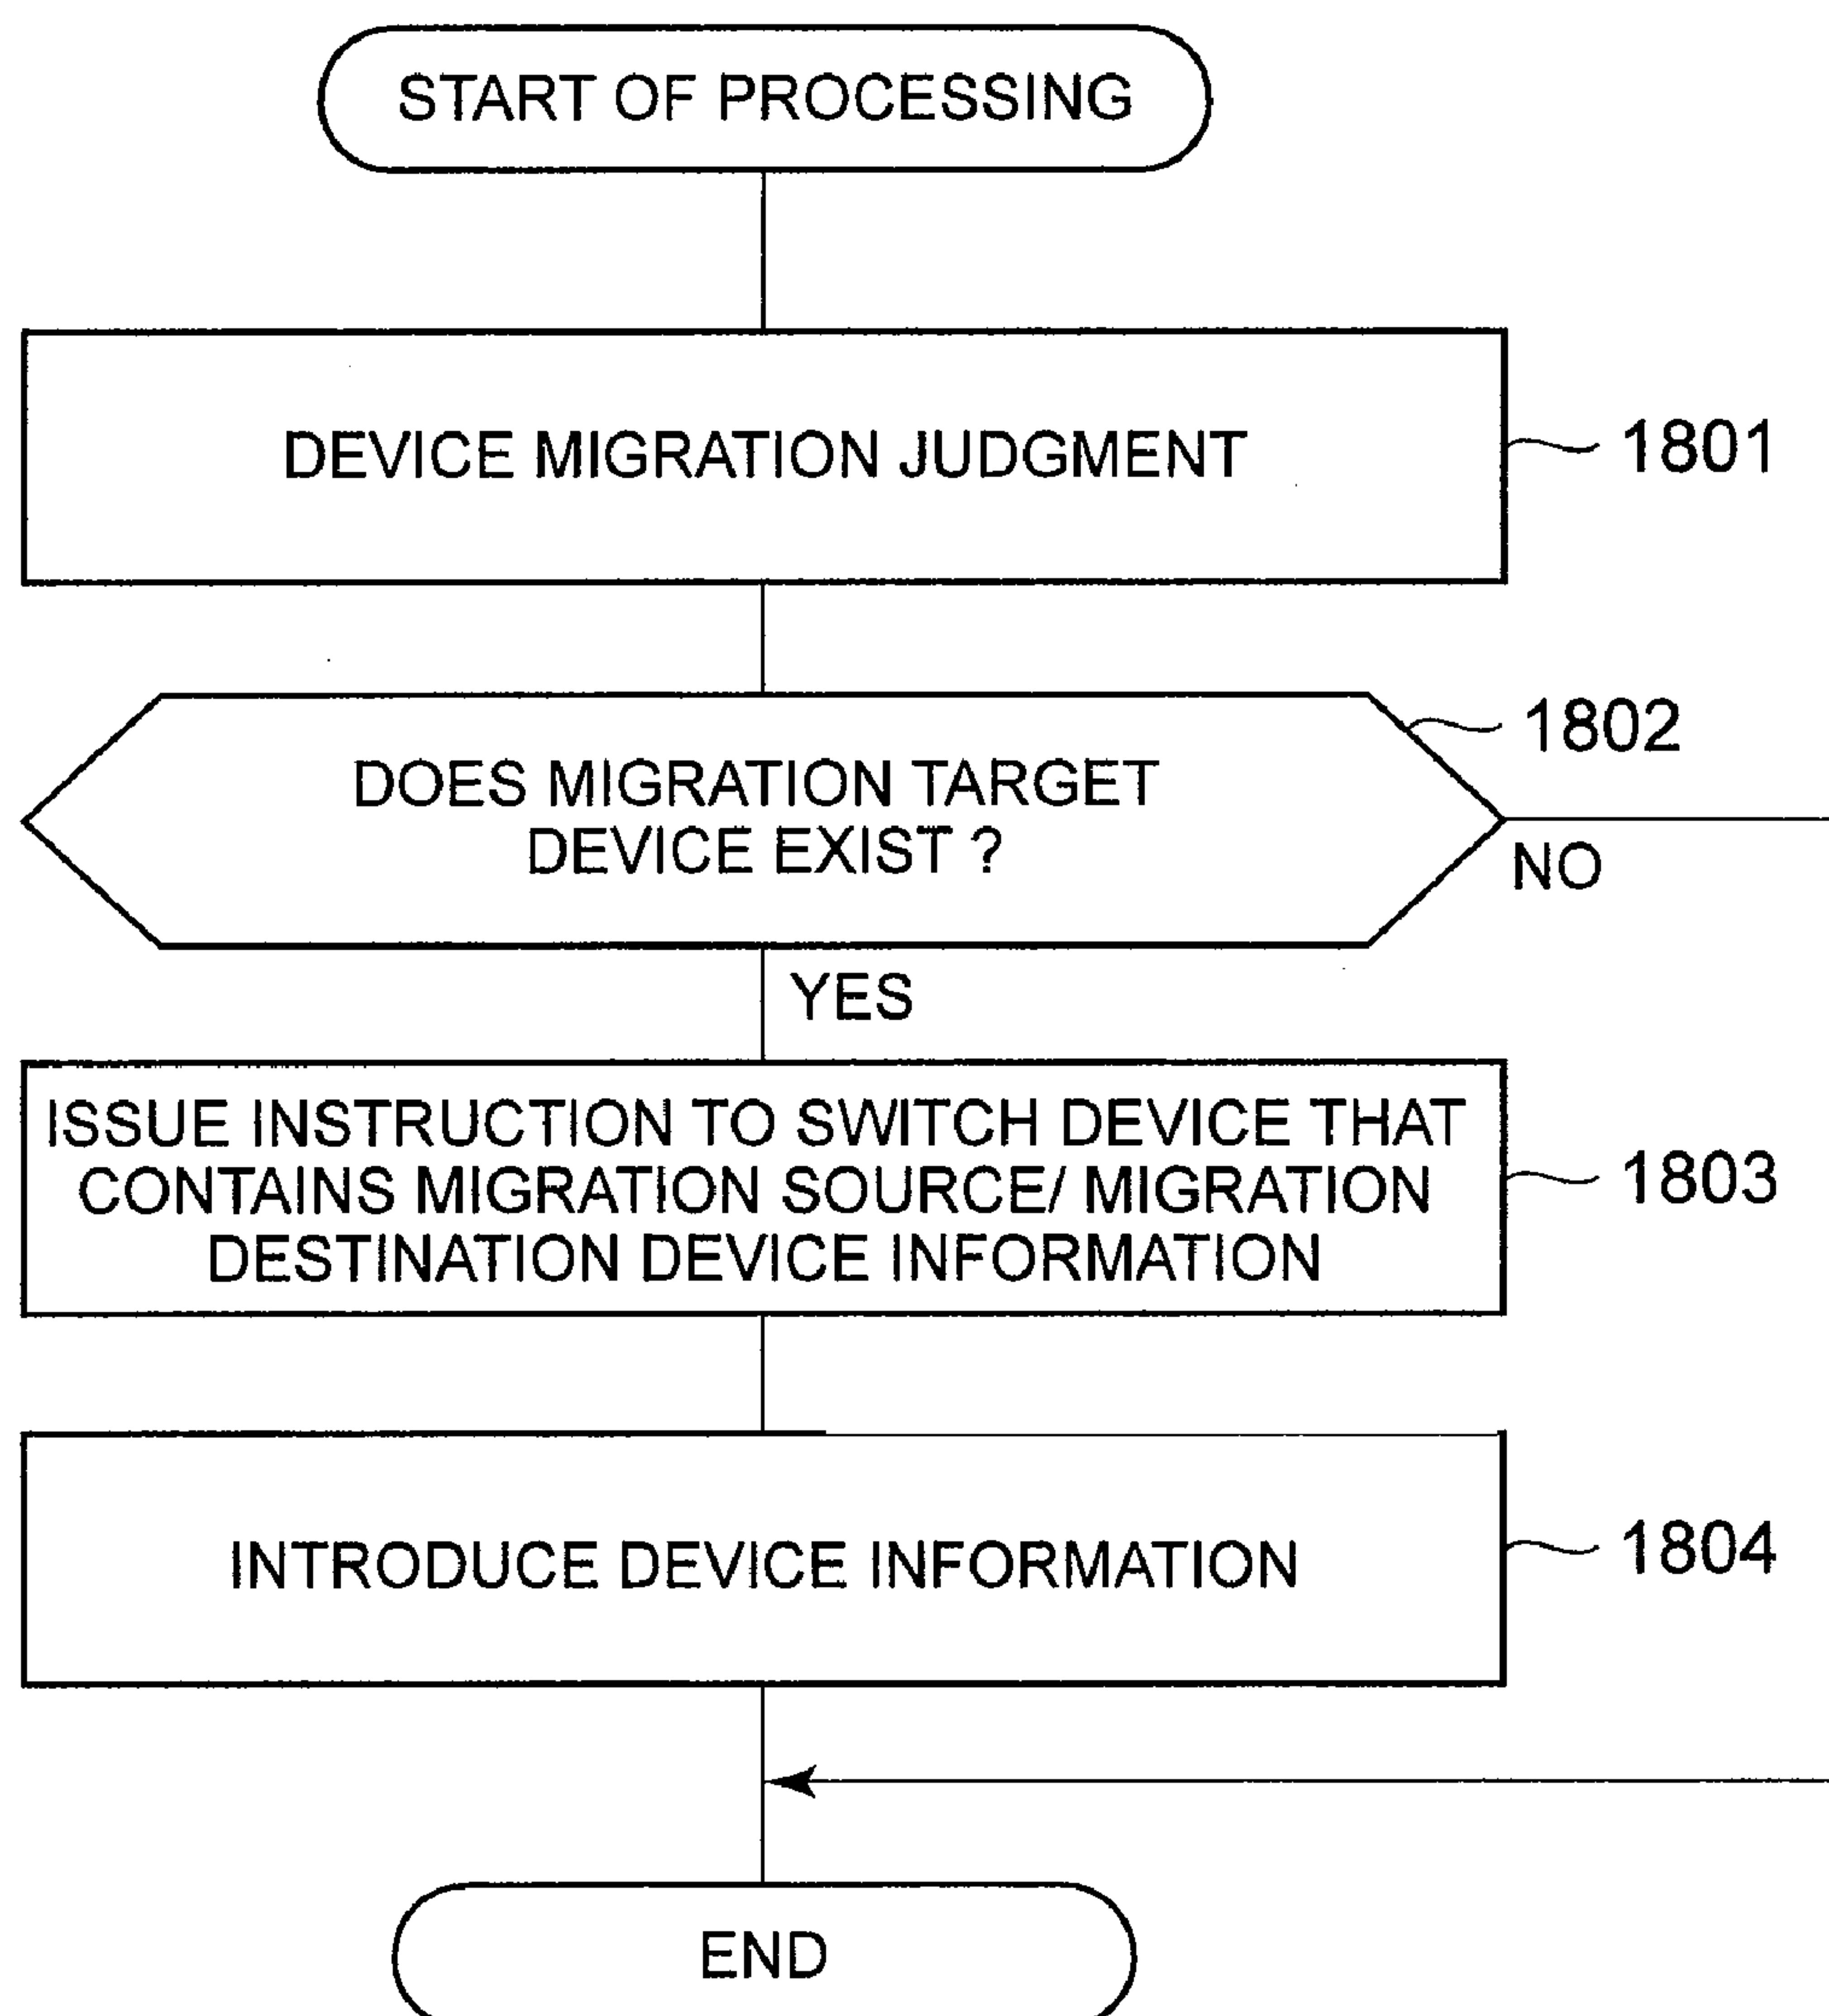 START OF PROCESSING
DEVICE MIGRATION JUDGMENT
1801
1802
DOES MIGRATION TARGET
DEVICE EXIST ?
NO
YES
ISSUE INSTRUCTION TO SWITCH DEVICE THAT
CONTAINS MIGRATION SOURCE/ MIGRATION
DESTINATION DEVICE INFORMATION
1803
INTRODUCE DEVICE INFORMATION
1804
END